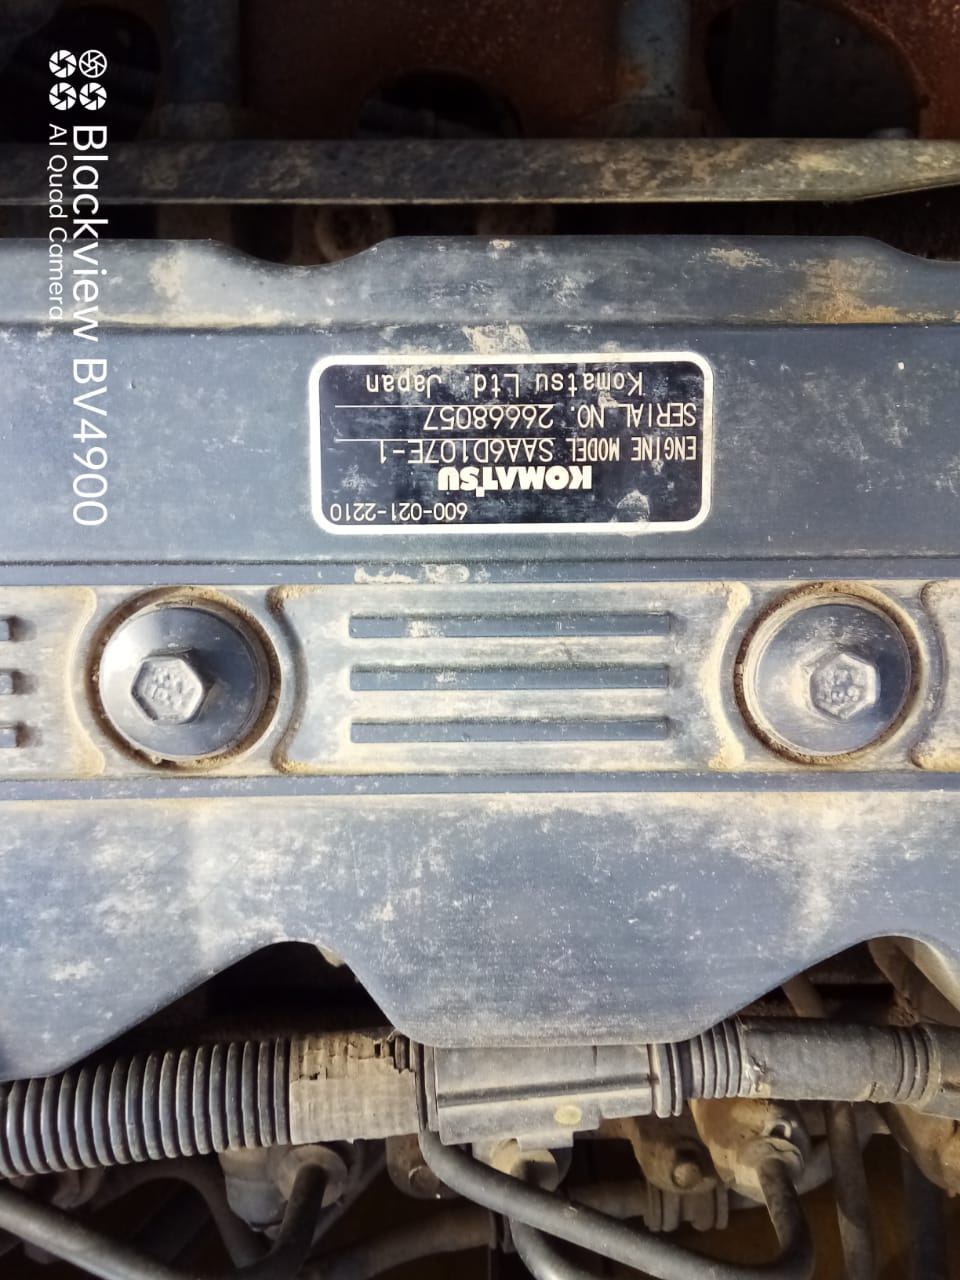 600-021-2210
KOMATSU
ENGINE MODEL SAA6D107E-1
SERIAL NO. 26668057
Komatsu Ltd. Japan
Blackview BV4900
AI Quad Camera